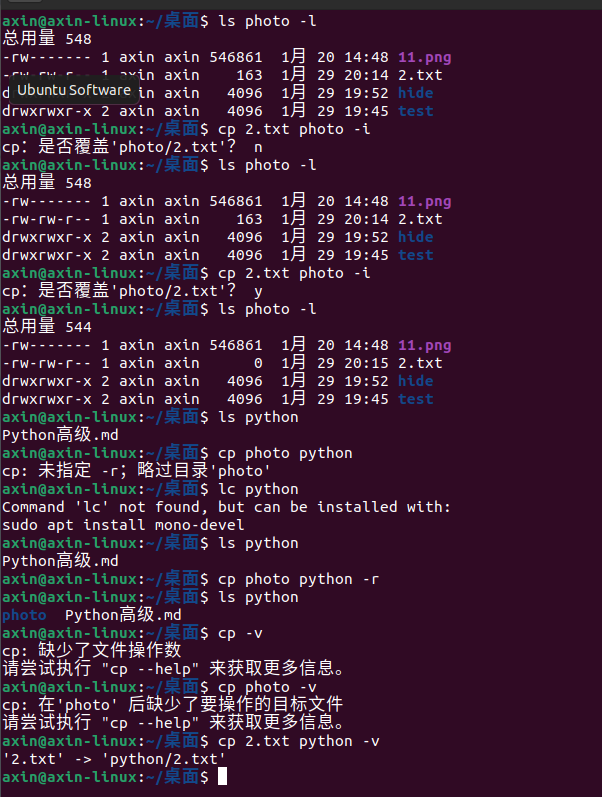 axin@axin-linux:~/桌面$ ls photo -l
总用量 548
-rw------- 1 axin axin 546861  1月 20 14:48 11.png
-rw-rw-r-- 1 axin axin    163  1月 29 20:14 2.txt
Ubuntu Software
4096  1月 29 19:52 hide
drwxrwxr-x 2 axin axin   4096  1月 29 19:45 test
axin@axin-linux:~/桌面$ cp 2.txt photo -i
cp：是否覆盖'photo/2.txt'？ n
axin@axin-linux:~/桌面$ ls photo -l
总用量 548
-rw------- 1 axin axin 546861  1月 20 14:48 11.png
-rw-rw-r-- 1 axin axin    163  1月 29 20:14 2.txt
drwxrwxr-x 2 axin axin   4096  1月 29 19:52 hide
drwxrwxr-x 2 axin axin   4096  1月 29 19:45 test
axin@axin-linux:~/桌面$ cp 2.txt photo -i
cp：是否覆盖'photo/2.txt'？ y
axin@axin-linux:~/桌面$ ls photo -l
总用量 544
-rw------- 1 axin axin 546861  1月 20 14:48 11.png
-rw-rw-r-- 1 axin axin      0  1月 29 20:15 2.txt
drwxrwxr-x 2 axin axin   4096  1月 29 19:52 hide
drwxrwxr-x 2 axin axin   4096  1月 29 19:45 test
axin@axin-linux:~/桌面$ ls python
Python高级.md
axin@axin-linux:~/桌面$ cp photo python
cp: 未指定 -r；略过目录'photo'
axin@axin-linux:~/桌面$ lc python
Command 'lc' not found, but can be installed with:
sudo apt install mono-devel
axin@axin-linux:~/桌面$ ls python
Python高级.md
axin@axin-linux:~/桌面$ cp photo python -r
axin@axin-linux:~/桌面$ ls python
photo  Python高级.md
axin@axin-linux:~/桌面$ cp -v
cp: 缺少了文件操作数
请尝试执行 "cp --help" 来获取更多信息。
axin@axin-linux:~/桌面$ cp photo -v
cp: 在'photo' 后缺少了要操作的目标文件
请尝试执行 "cp --help" 来获取更多信息。
axin@axin-linux:~/桌面$ cp 2.txt python -v
'2.txt' -> 'python/2.txt'
axin@axin-linux:~/桌面$